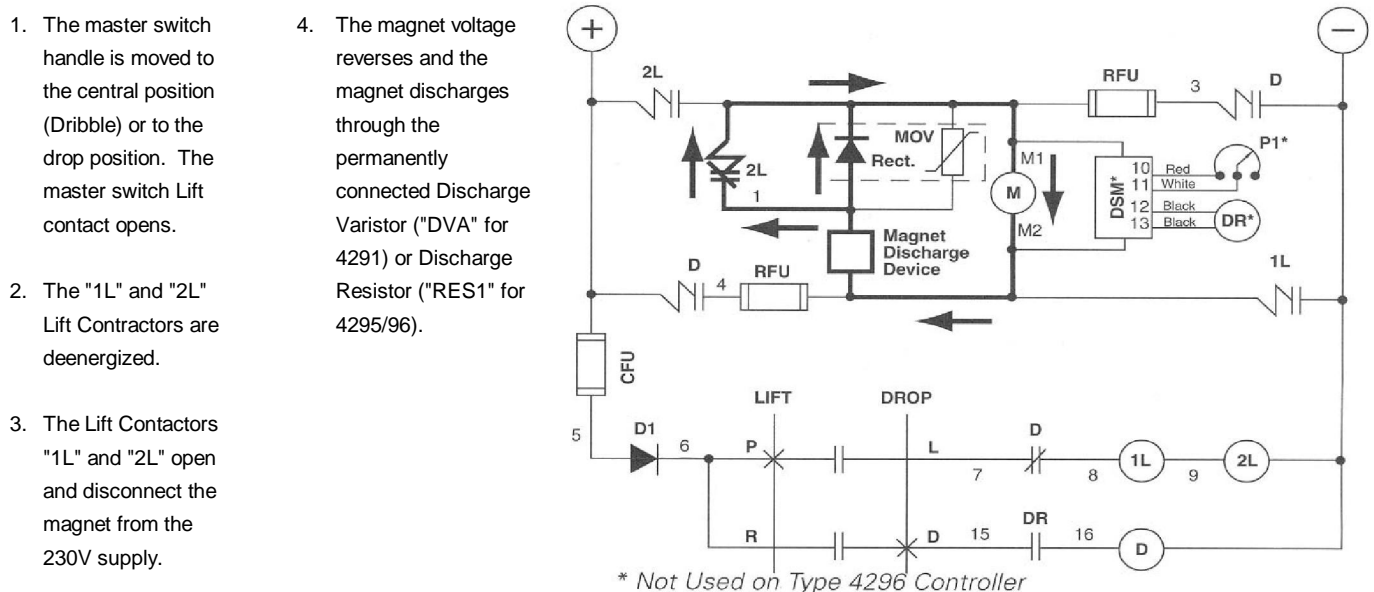 1. The master switch
handle is moved to
the central position
(Dribble) or to the
drop position. The
master switch Lift
contact opens.
2. The "1L" and "2L"
Lift Contractors are
deenergized.
3. The Lift Contactors
"1L" and "2L" open
and disconnect the
magnet from the
230V supply.
4. The magnet voltage
reverses and the
magnet discharges
through the
permanently
connected Discharge
Varistor ("DVA" for
4291) or Discharge
Resistor ("RES1" for
4295/96).
+
−
2L
RFU
3
D
MOV
Rect.
2L
1
M1
M
M2
DSM*
10 Red
11 White
12 Black
13 Black
P1*
DR*
Magnet
Discharge
Device
D
4
RFU
1L
CFU
LIFT
DROP
5
D1
6
P
L
7
D
8
1L
9
2L
R
D
15
DR
16
D
* Not Used on Type 4296 Controller